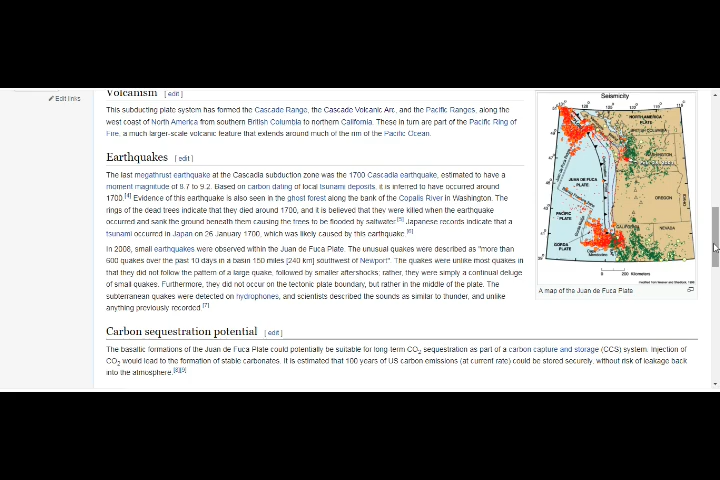 Volcanism [ edit ]
Edit links
This subducting plate system has formed the Cascade Range, the Cascade Volcanic Arc, and the Pacific Ranges, along the
west coast of North America from southern British Columbia to northern California. These in turn are part of the Pacific Ring of
Fire, a much larger-scale volcanic feature that extends around much of the rim of the Pacific Ocean.
Earthquakes [ edit ]
The last megathrust earthquake at the Cascadia subduction zone was the 1700 Cascadia earthquake, estimated to have a
moment magnitude of 8.7 to 9.2. Based on carbon dating of local tsunami deposits, it is inferred to have occurred around
1700.[4] Evidence of this earthquake is also seen in the ghost forest along the bank of the Copalis River in Washington. The
rings of the dead trees indicate that they died around 1700, and it is believed that they were killed when the earthquake
occurred and sank the ground beneath them causing the trees to be flooded by saltwater.[5] Japanese records indicate that a
tsunami occurred in Japan on 26 January 1700, which was likely caused by this earthquake.[6]
In 2008, small earthquakes were observed within the Juan de Fuca Plate. The unusual quakes were described as "more than
600 quakes over the past 10 days in a basin 150 miles [240 km] southwest of Newport". The quakes were unlike most quakes in
that they did not follow the pattern of a large quake, followed by smaller aftershocks; rather, they were simply a continual deluge
of small quakes. Furthermore, they did not occur on the tectonic plate boundary, but rather in the middle of the plate. The
subterranean quakes were detected on hydrophones, and scientists described the sounds as similar to thunder, and unlike
anything previously recorded.[7]
Seismicity
NORTH AMERICA
PLATE
BRITISH COLUMBIA
WASHINGTON
JUAN DE FUCA
PLATE
OREGON
PACIFIC
PLATE
CALIFORNIA
NEVADA
GORDA
PLATE
0 200 Kilometers
A map of the Juan de Fuca Plate
Carbon sequestration potential [ edit ]
The basaltic formations of the Juan de Fuca Plate could potentially be suitable for long-term CO2 sequestration as part of a carbon capture and storage (CCS) system. Injection of
CO2 would lead to the formation of stable carbonates. It is estimated that 100 years of US carbon emissions (at current rate) could be stored securely, without risk of leakage back
into the atmosphere.[8][9]